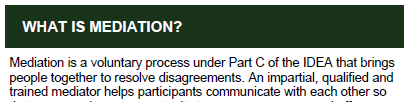 WHAT IS MEDIATION?
Mediation is a voluntary process under Part C of the IDEA that brings
people together to resolve disagreements. An impartial, qualified and
trained mediator helps participants communicate with each other so